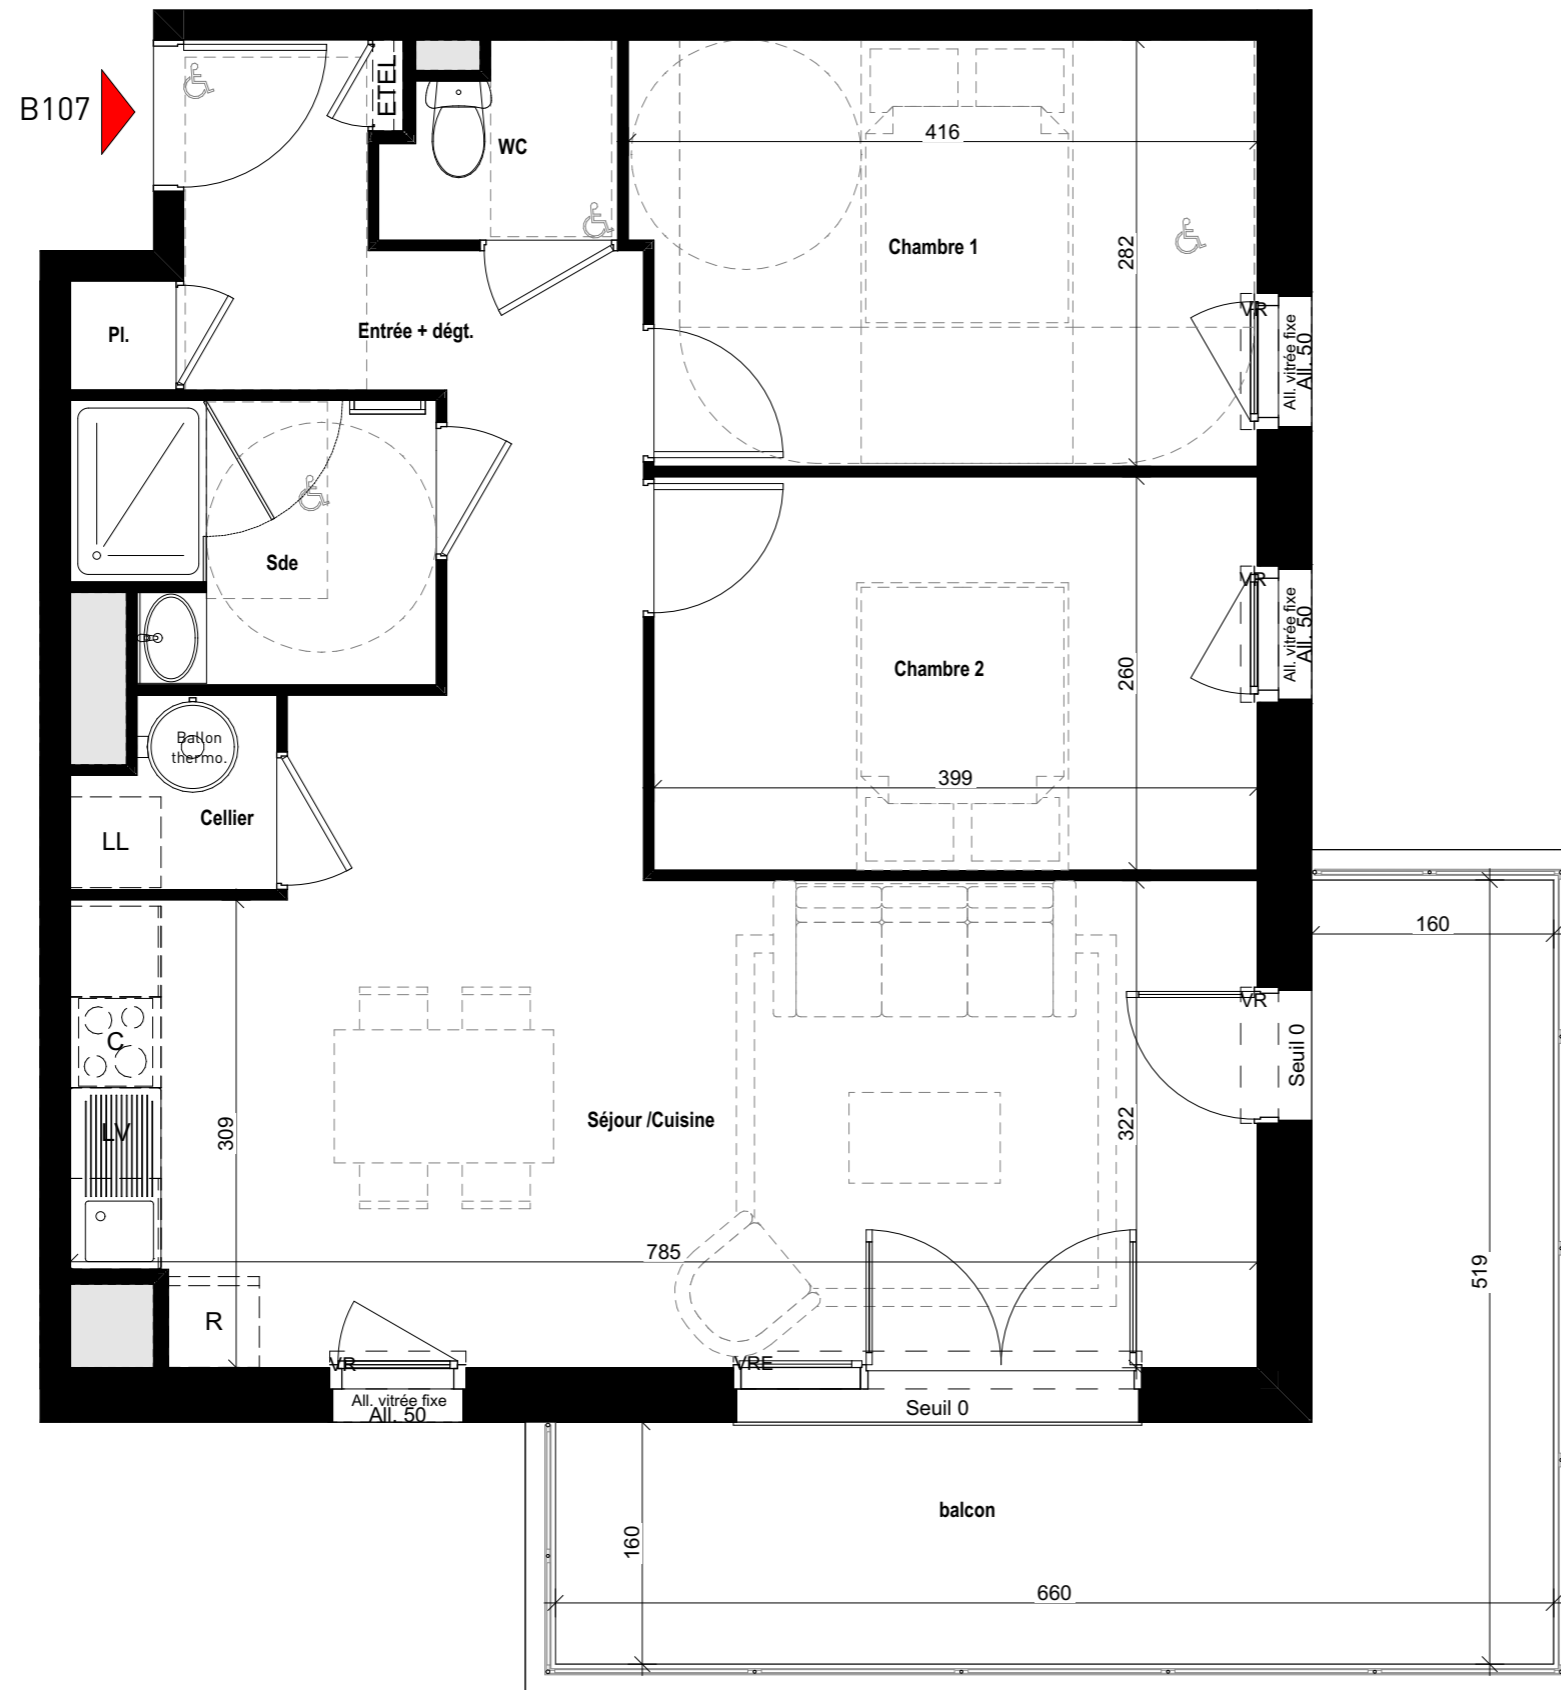 B107
ETEL
WC
416
Chambre 1
282
VR
All. vitrée fixe
All. 50
Pl.
Entrée + dégt.
Sde
VR
All. vitrée fixe
All. 50
Chambre 2
260
399
Ballon
thermo.
Cellier
LL
160
C
VR
Seuil 0
LV
309
Séjour /Cuisine
322
785
519
R
VR
All. vitrée fixe
All. 50
VRE
Seuil 0
balcon
160
660